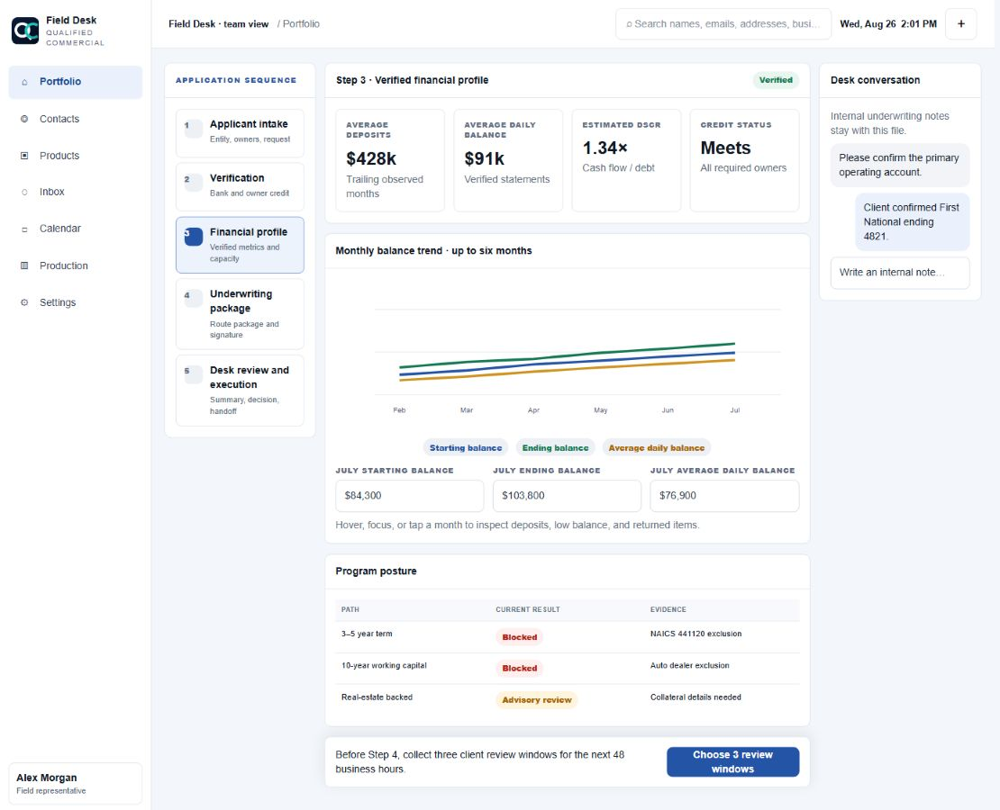 Field Desk
QUALIFIED
COMMERCIAL
Portfolio
Contacts
Products
Inbox
Calendar
Production
Settings
Alex Morgan
Field representative
Field Desk · team view / Portfolio
Search names, emails, addresses, busi…
Wed, Aug 26 2:01 PM
+
APPLICATION SEQUENCE
1
Applicant intake
Entity, owners, request
2
Verification
Bank and owner credit
3
Financial profile
Verified metrics and
capacity
4
Underwriting
package
Route package and
signature
5
Desk review and
execution
Summary, decision,
handoff
Step 3 · Verified financial profile
Verified
AVERAGE
DEPOSITS
$428k
Trailing observed
months
AVERAGE DAILY
BALANCE
$91k
Verified statements
ESTIMATED DSCR
1.34×
Cash flow / debt
CREDIT STATUS
Meets
All required owners
Monthly balance trend · up to six months
Feb Mar Apr May Jun Jul
Starting balance Ending balance Average daily balance
JULY STARTING BALANCE
$84,300
JULY ENDING BALANCE
$103,800
JULY AVERAGE DAILY BALANCE
$76,900
Hover, focus, or tap a month to inspect deposits, low balance, and returned items.
Program posture
PATH CURRENT RESULT EVIDENCE
3–5 year term Blocked NAICS 441120 exclusion
10-year working capital Blocked Auto dealer exclusion
Real-estate backed Advisory review Collateral details needed
Before Step 4, collect three client review windows for the next 48
business hours.
Choose 3 review
windows
Desk conversation
Internal underwriting notes
stay with this file.
Please confirm the primary
operating account.
Client confirmed First
National ending
4821.
Write an internal note…